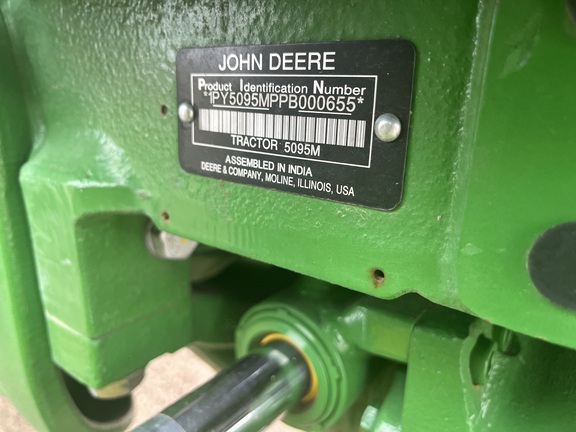 JOHN DEERE
Product Identification Number
*1PY5095MPPB000655*
TRACTOR 5095M
ASSEMBLED IN INDIA
DEERE & COMPANY, MOLINE, ILLINOIS, USA